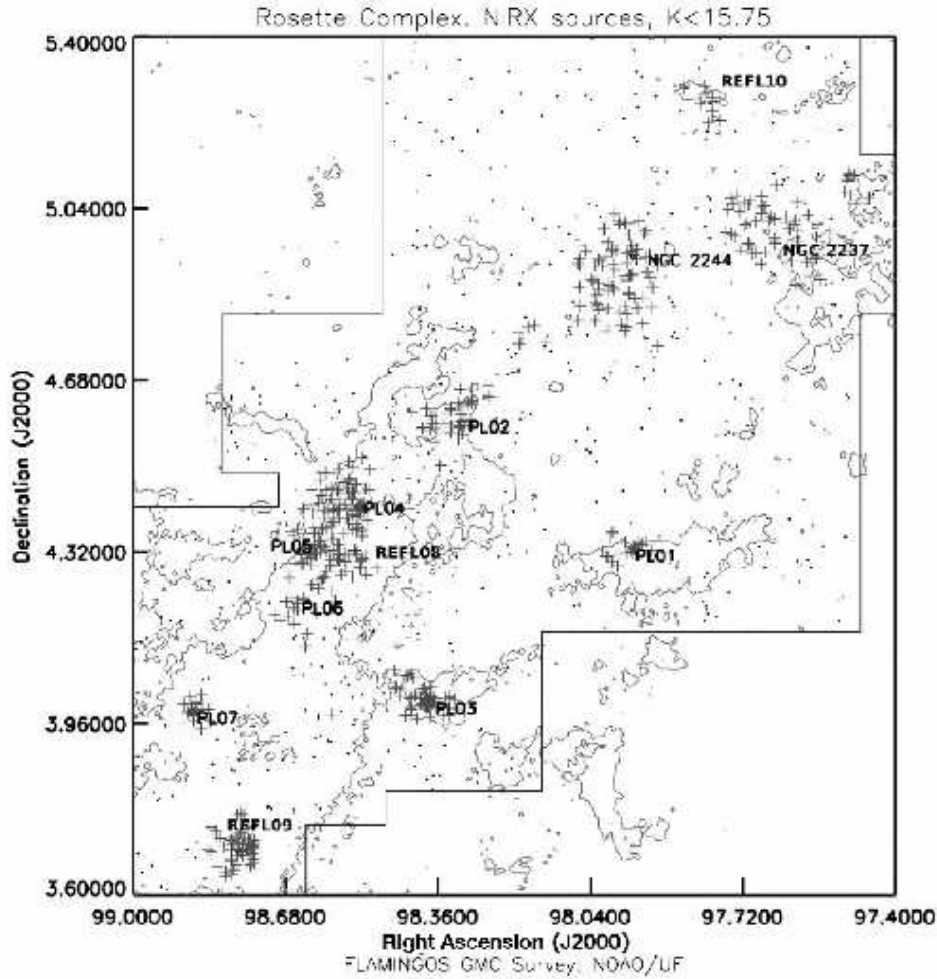 Rosette Complex, NIRX sources, K<15.75
5.40000
REFL10
5.04000
NGC 2244
NGC 2237
4.68000
PL02
PL04
PL05
REFL08
PL01
4.32000
PL06
PL07
PL03
3.96000
REFL09
3.60000
99.0000 98.6800 98.3600 98.0400 97.7200 97.4000
Declination (J2000)
Right Ascension (J2000)
FLAMINGOS GMC Survey, NOAO/UF